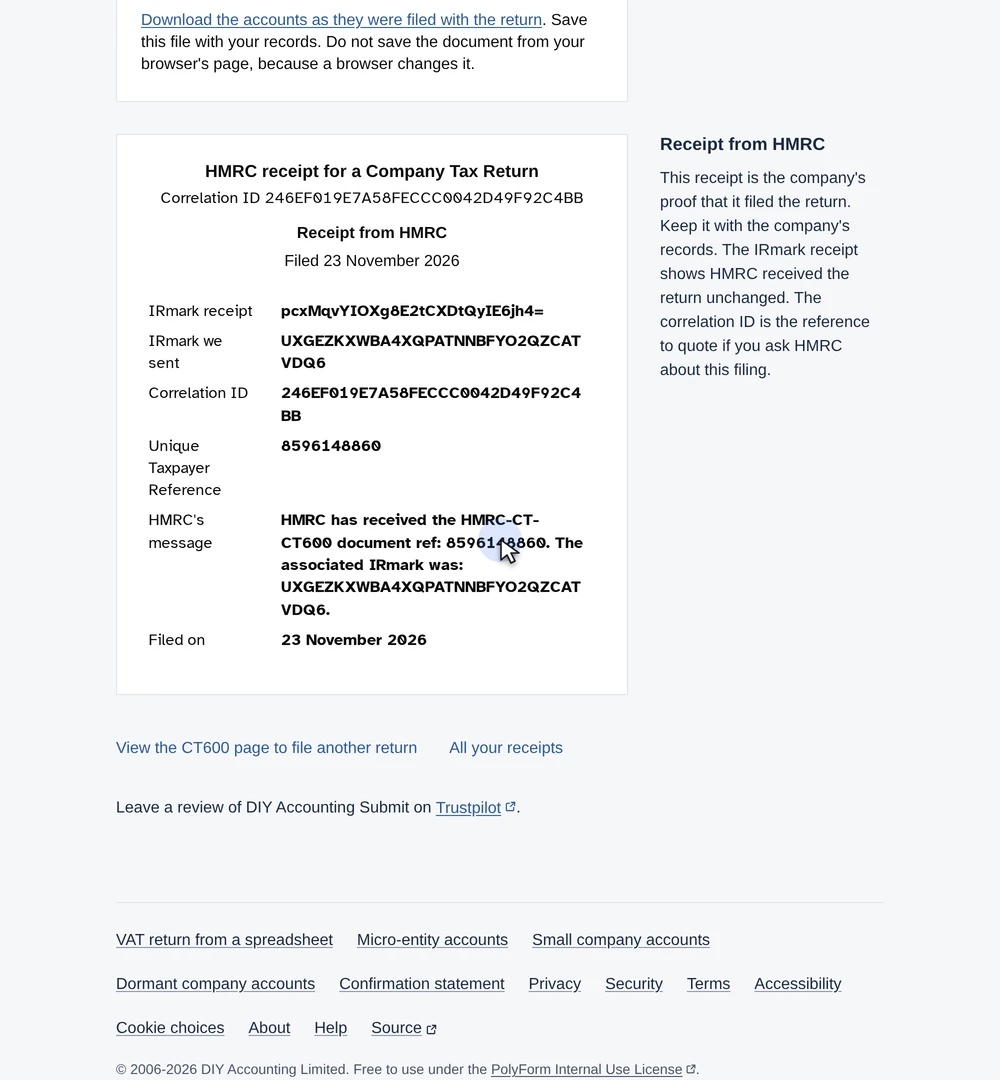 Download the accounts as they were filed with the return. Save
this file with your records. Do not save the document from your
browser's page, because a browser changes it.
HMRC receipt for a Company Tax Return
Correlation ID 246EF019E7A58FECCC0042D49F92C4BB
Receipt from HMRC
Filed 23 November 2026
IRmark receipt pcxMqvYIOXg8E2tCXDtQyIE6jh4=
IRmark we sent UXGEZKXWBA4XQPATNNBFYO2QZCAT
VDQ6
Correlation ID 246EF019E7A58FECCC0042D49F92C4
BB
Unique Taxpayer Reference 8596148860
HMRC's message HMRC has received the HMRC-CT-
CT600 document ref: 8596148860. The
associated IRmark was:
UXGEZKXWBA4XQPATNNBFYO2QZCAT
VDQ6.
Filed on 23 November 2026
Receipt from HMRC
This receipt is the company's
proof that it filed the return.
Keep it with the company's
records. The IRmark receipt
shows HMRC received the
return unchanged. The
correlation ID is the reference
to quote if you ask HMRC
about this filing.
View the CT600 page to file another return All your receipts
Leave a review of DIY Accounting Submit on Trustpilot.
VAT return from a spreadsheet Micro-entity accounts Small company accounts
Dormant company accounts Confirmation statement Privacy Security Terms Accessibility
Cookie choices About Help Source
© 2006-2026 DIY Accounting Limited. Free to use under the PolyForm Internal Use License.